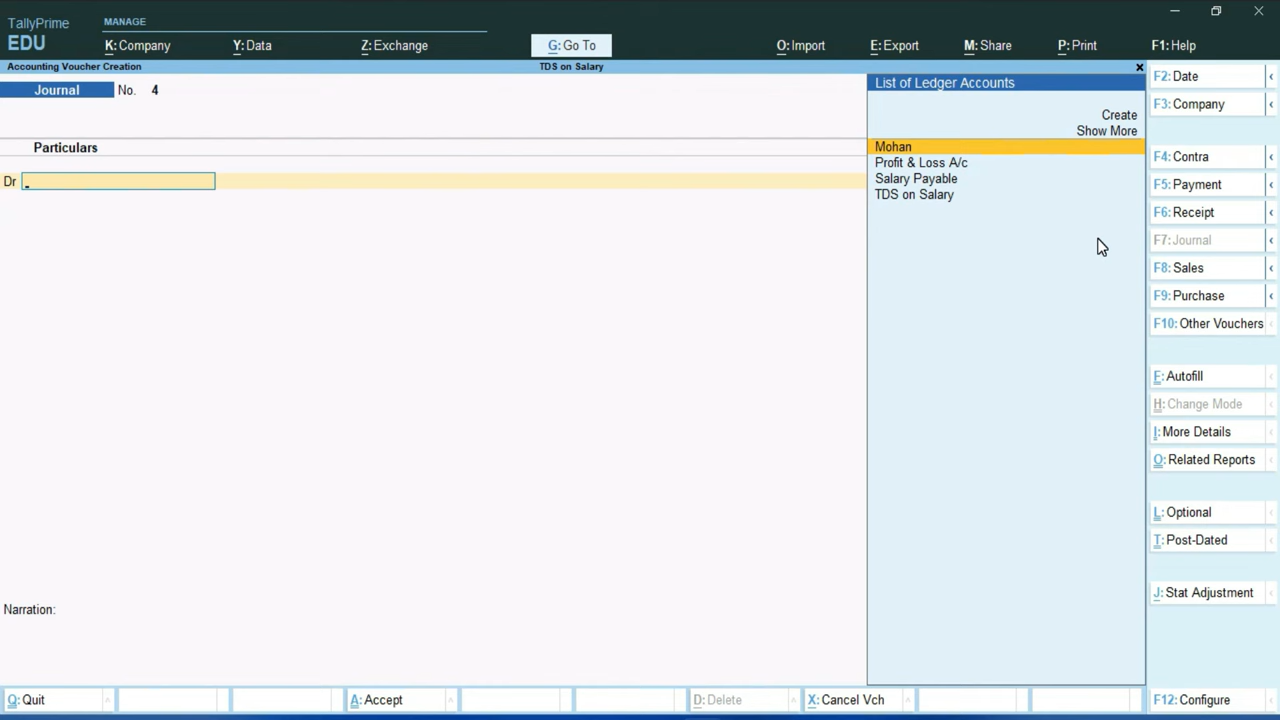 TallyPrime
EDU
MANAGE
K: Company
Y: Data
Z: Exchange
G: Go To
O: Import
E: Export
M: Share
P: Print
F1: Help
Accounting Voucher Creation
TDS on Salary
Journal No. 4
Particulars
Dr
Narration:
List of Ledger Accounts
Create
Show More
Mohan
Profit & Loss A/c
Salary Payable
TDS on Salary
F2: Date
F3: Company
F4: Contra
F5: Payment
F6: Receipt
F7: Journal
F8: Sales
F9: Purchase
F10: Other Vouchers
F: Autofill
H: Change Mode
I: More Details
O: Related Reports
L: Optional
T: Post-Dated
J: Stat Adjustment
Q: Quit
A: Accept
D: Delete
X: Cancel Vch
F12: Configure